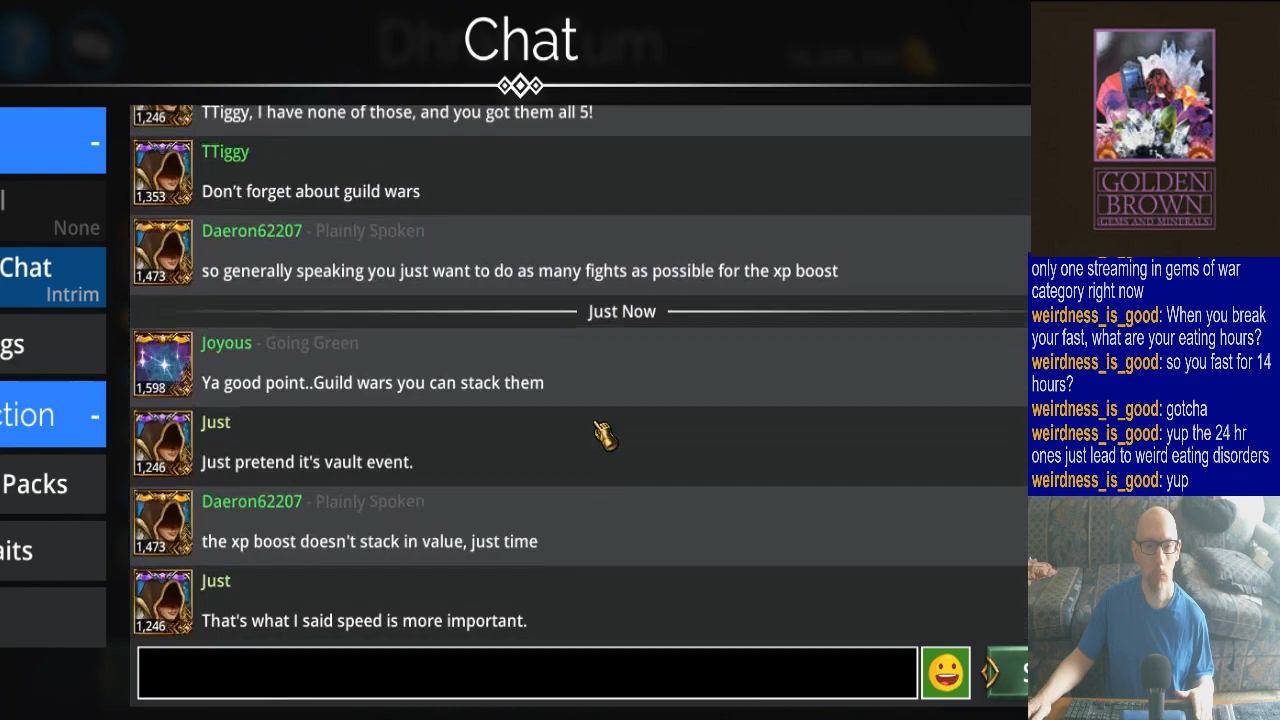 Chat
TTiggy, I have none of those, and you got them all 5!
1,246
TTiggy
Don't forget about guild wars
1,353
Daeron62207 - Plainly Spoken
so generally speaking you just want to do as many fights as possible for the xp boost
1,473
Just Now
Joyous - Going Green
Ya good point..Guild wars you can stack them
1,598
Just
Just pretend it's vault event.
1,246
Daeron62207 - Plainly Spoken
the xp boost doesn't stack in value, just time
1,473
Just
That's what I said speed is more important.
1,246
-
None
Chat
Intrim
gs
ction -
Packs
aits
GOLDEN
BROWN
GEMS AND MINERALS
only one streaming in gems of war
category right now
weirdness_is_good: When you break
your fast, what are your eating hours?
weirdness_is_good: so you fast for 14
hours?
weirdness_is_good: gotcha
weirdness_is_good: yup the 24 hr
ones just lead to weird eating disorders
weirdness_is_good: yup